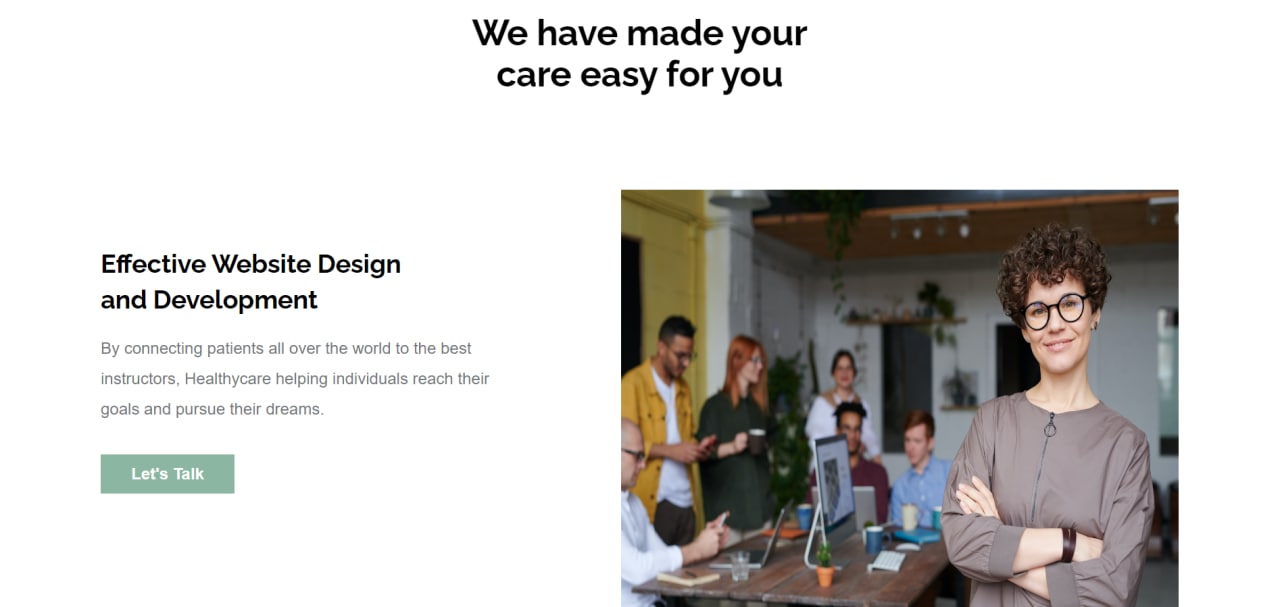 We have made your
care easy for you
Effective Website Design
and Development
By connecting patients all over the world to the best
instructors, Healthycare helping individuals reach their
goals and pursue their dreams.
Let's Talk